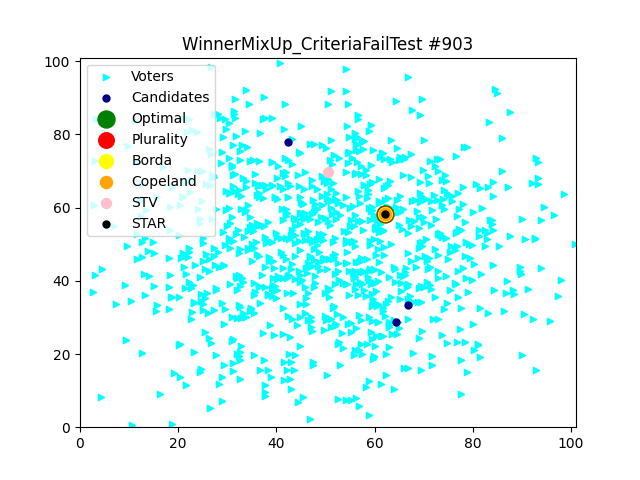 WinnerMixUp_CriteriaFailTest #903
100
80
60
40
20
0
Voters
Candidates
Optimal
Plurality
Borda
Copeland
STV
STAR
0 20 40 60 80 100